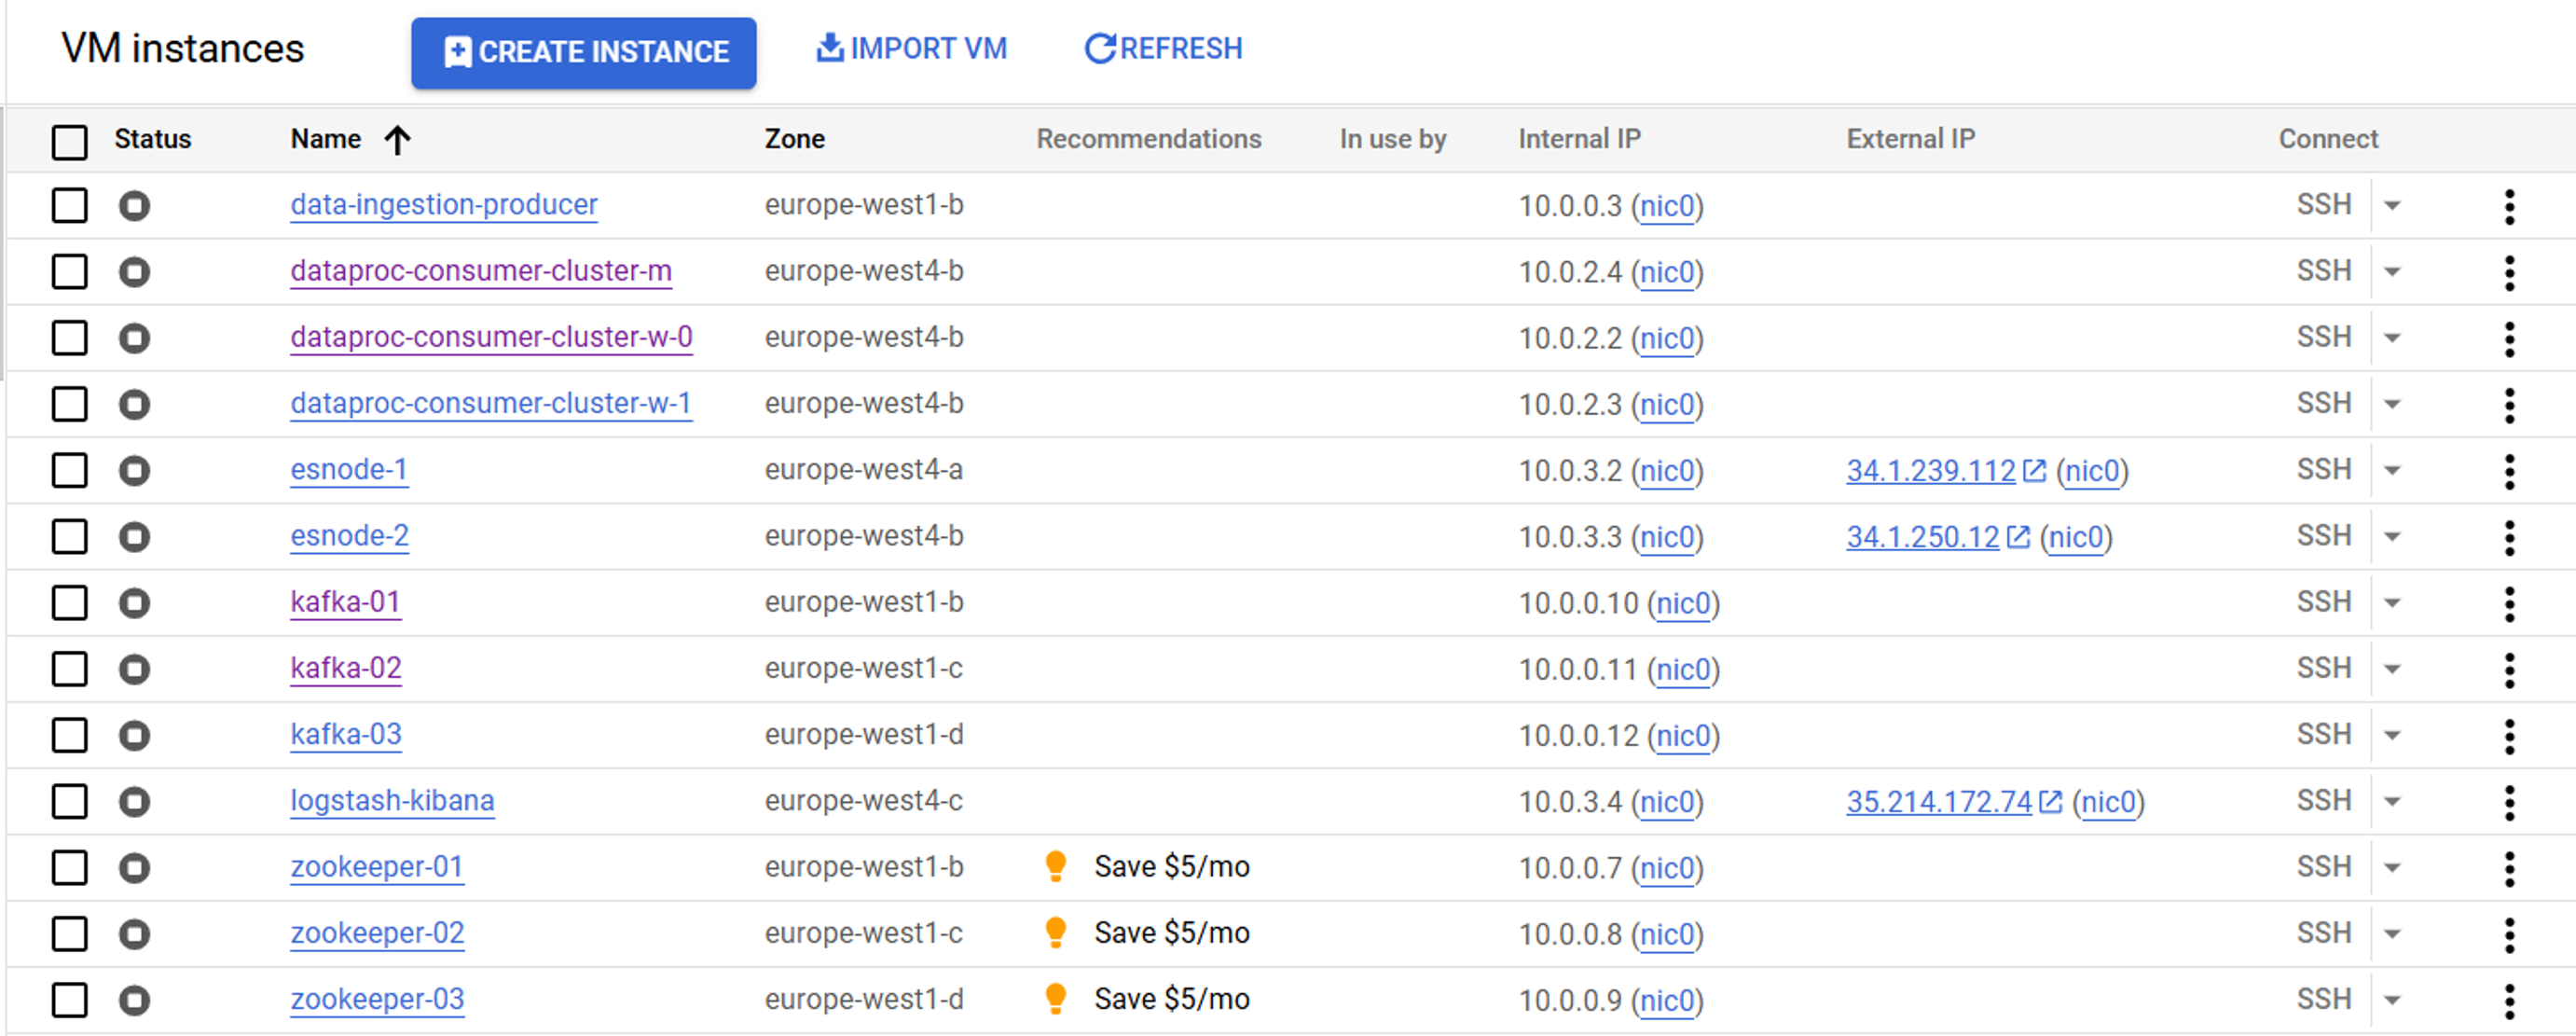 VM instances CREATE INSTANCE IMPORT VM REFRESH
Status Name Zone Recommendations In use by Internal IP External IP Connect
data-ingestion-producer europe-west1-b 10.0.0.3 (nic0) SSH
dataproc-consumer-cluster-m europe-west4-b 10.0.2.4 (nic0) SSH
dataproc-consumer-cluster-w-0 europe-west4-b 10.0.2.2 (nic0) SSH
dataproc-consumer-cluster-w-1 europe-west4-b 10.0.2.3 (nic0) SSH
esnode-1 europe-west4-a 10.0.3.2 (nic0) 34.1.239.112 (nic0) SSH
esnode-2 europe-west4-b 10.0.3.3 (nic0) 34.1.250.12 (nic0) SSH
kafka-01 europe-west1-b 10.0.0.10 (nic0) SSH
kafka-02 europe-west1-c 10.0.0.11 (nic0) SSH
kafka-03 europe-west1-d 10.0.0.12 (nic0) SSH
logstash-kibana europe-west4-c 10.0.3.4 (nic0) 35.214.172.74 (nic0) SSH
zookeeper-01 europe-west1-b Save $5/mo 10.0.0.7 (nic0) SSH
zookeeper-02 europe-west1-c Save $5/mo 10.0.0.8 (nic0) SSH
zookeeper-03 europe-west1-d Save $5/mo 10.0.0.9 (nic0) SSH